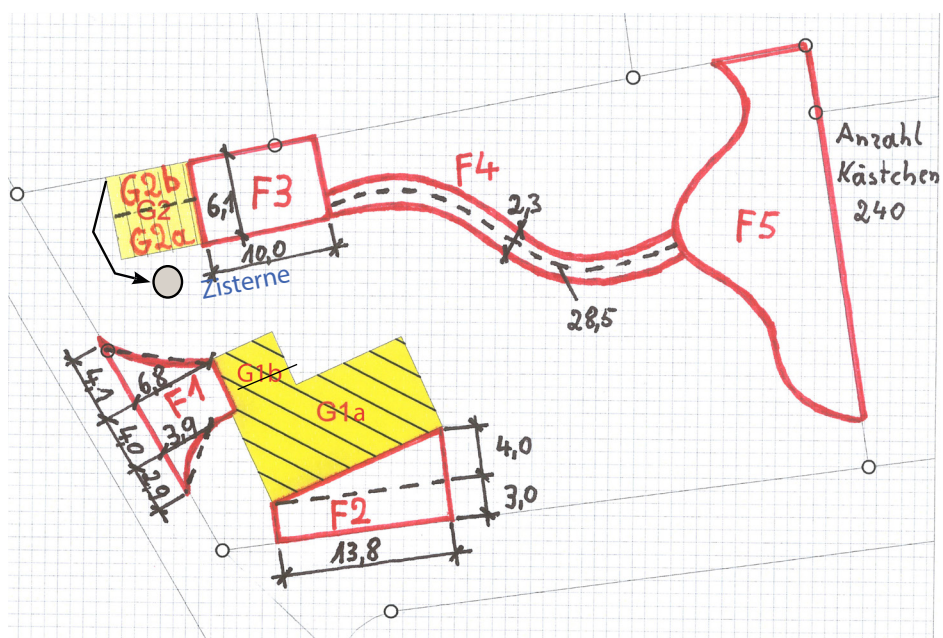 F4
G2b
G2
G2a
6,1
F3
10,0
Zisterne
2,3
28,5
F5
Anzahl
Kästchen
240
4,1
6,8
F1
4,0
3,9
2,9
G1b
G1a
4,0
3,0
F2
13,8